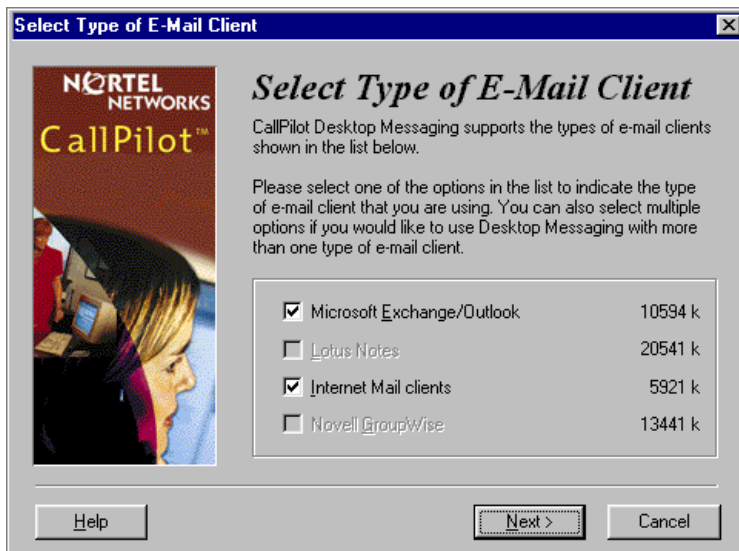 Select Type of E-Mail Client
NORTEL
NETWORKS
CallPilot™
Select Type of E-Mail Client
CallPilot Desktop Messaging supports the types of e-mail clients
shown in the list below.
Please select one of the options in the list to indicate the type
of e-mail client that you are using. You can also select multiple
options if you would like to use Desktop Messaging with more
than one type of e-mail client.
Microsoft Exchange/Outlook 10594 k
Lotus Notes 20541 k
Internet Mail clients 5921 k
Novell GroupWise 13441 k
Help Next > Cancel